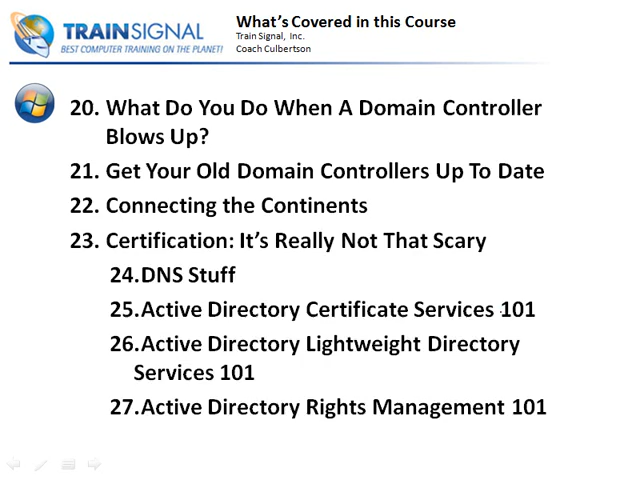 TRAINSIGNAL
BEST COMPUTER TRAINING ON THE PLANET!
What's Covered in this Course
Train Signal, Inc.
Coach Culbertson
20. What Do You Do When A Domain Controller
Blows Up?
21. Get Your Old Domain Controllers Up To Date
22. Connecting the Continents
23. Certification: It's Really Not That Scary
24.DNS Stuff
25.Active Directory Certificate Services 101
26.Active Directory Lightweight Directory
Services 101
27.Active Directory Rights Management 101